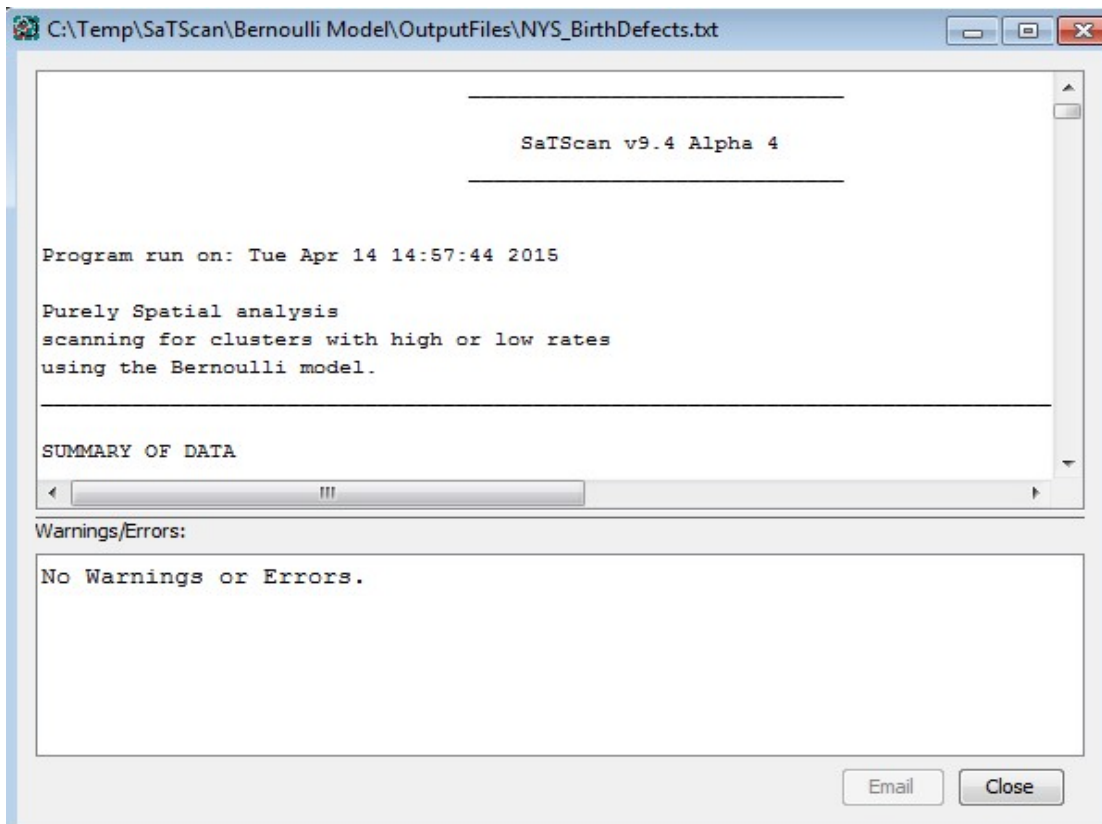 C:\Temp\SaTScan\Bernoulli Model\OutputFiles\NYS_BirthDefects.txt
SaTScan v9.4 Alpha 4
Program run on: Tue Apr 14 14:57:44 2015
Purely Spatial analysis
scanning for clusters with high or low rates
using the Bernoulli model.
SUMMARY OF DATA
Warnings/Errors:
No Warnings or Errors.
Email Close